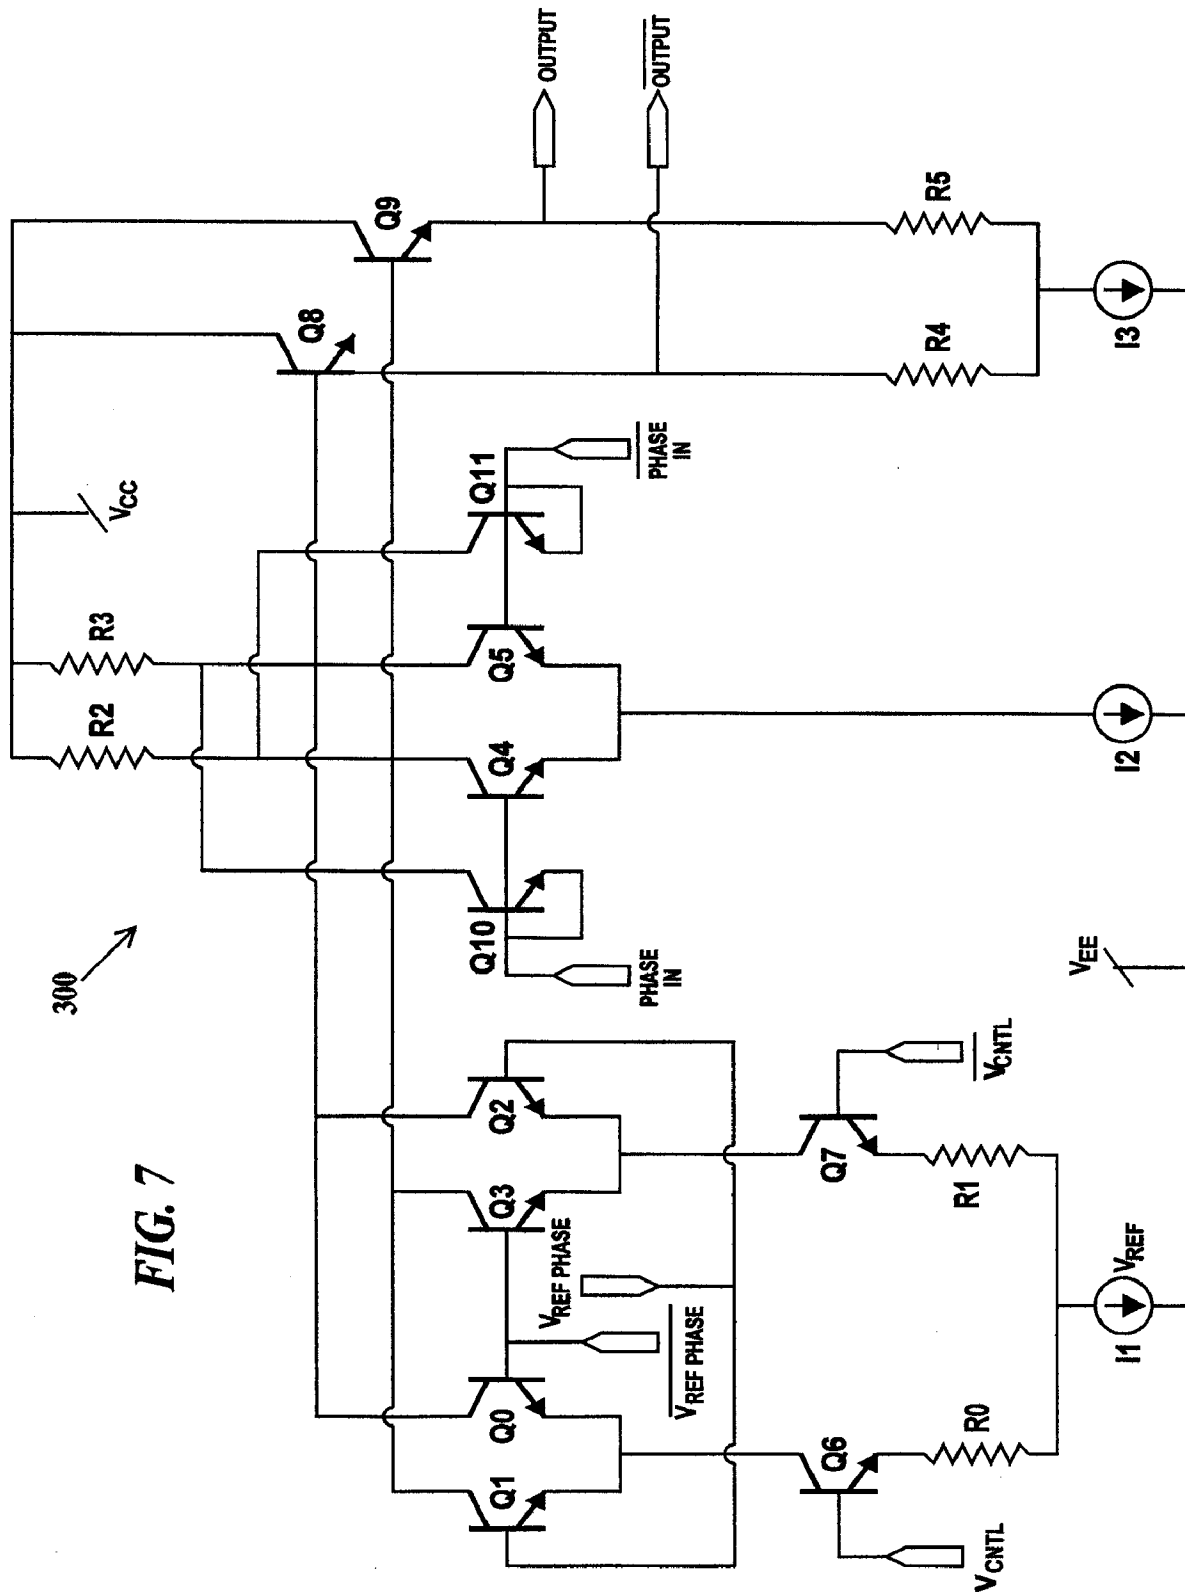 FIG. 7
300
VCC
R2
R3
Q8
Q9
OUTPUT
OUTPUT
Q1
Q0
Q3
Q2
Q10
Q4
Q5
Q11
VREF PHASE
VREF PHASE
PHASE IN
PHASE IN
Q6
Q7
VCNTL
VCNTL
R0
R1
R4
R5
VEE
I1
VREF
I2
I3